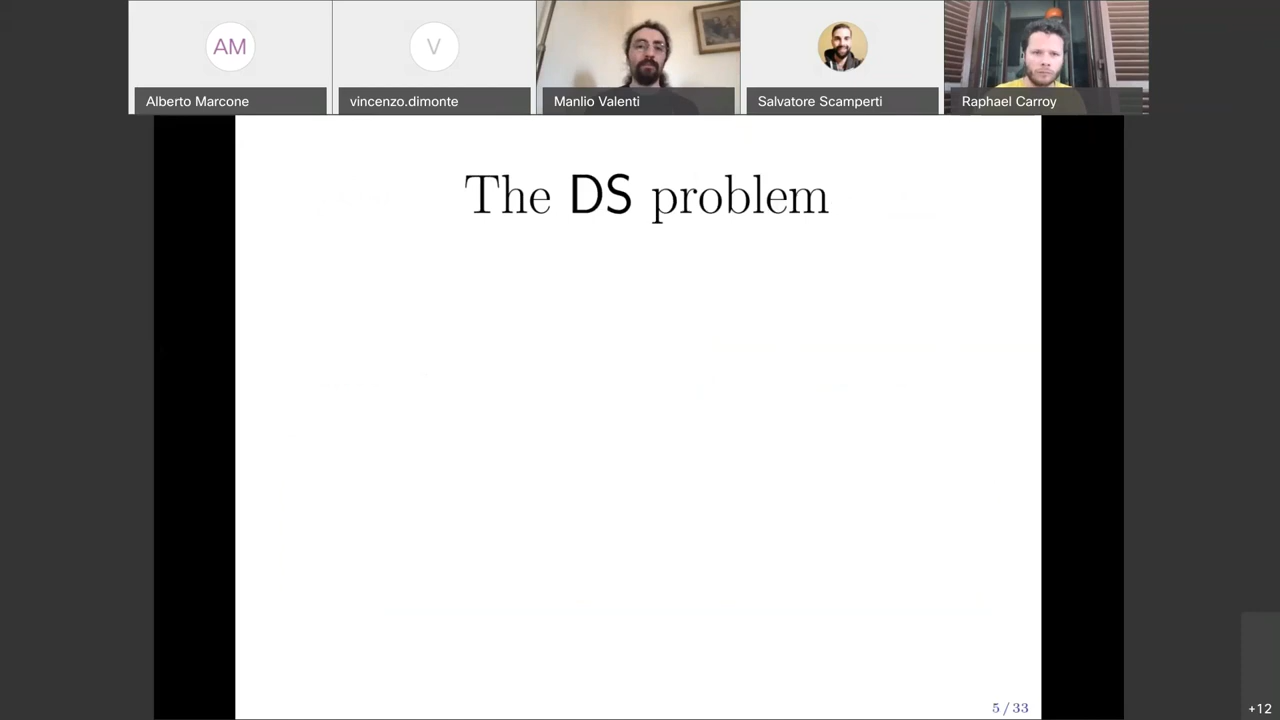 AM
V
Alberto Marcone
vincenzo.dimonte
Manlio Valenti
Salvatore Scamperti
Raphael Carroy
The DS problem
5 / 33
+12